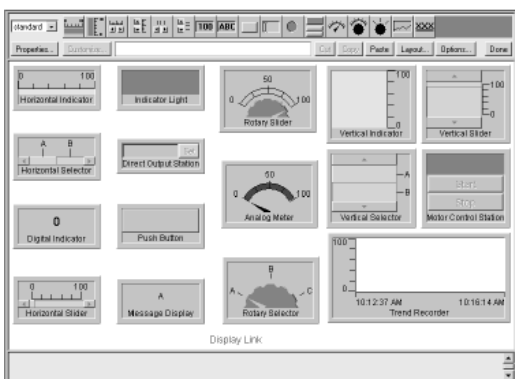 standard 100 ABC
Properties... Customize... Cut Copy Paste Layout... Options... Done
0 100
Horizontal Indicator
Indicator Light
0 50 100
Rotary Slider
100
0
Vertical Indicator
100
0
Vertical Slider
A B
Horizontal Selector
Set
Direct Output Station
0 50 100
Analog Meter
A
B
Vertical Selector
Start
Stop
Motor Control Station
0
Digital Indicator
Push Button
0 100
Horizontal Slider
A
Message Display
A B C
Rotary Selector
100
0
10:12:37 AM 10:16:14 AM
Trend Recorder
Display Link